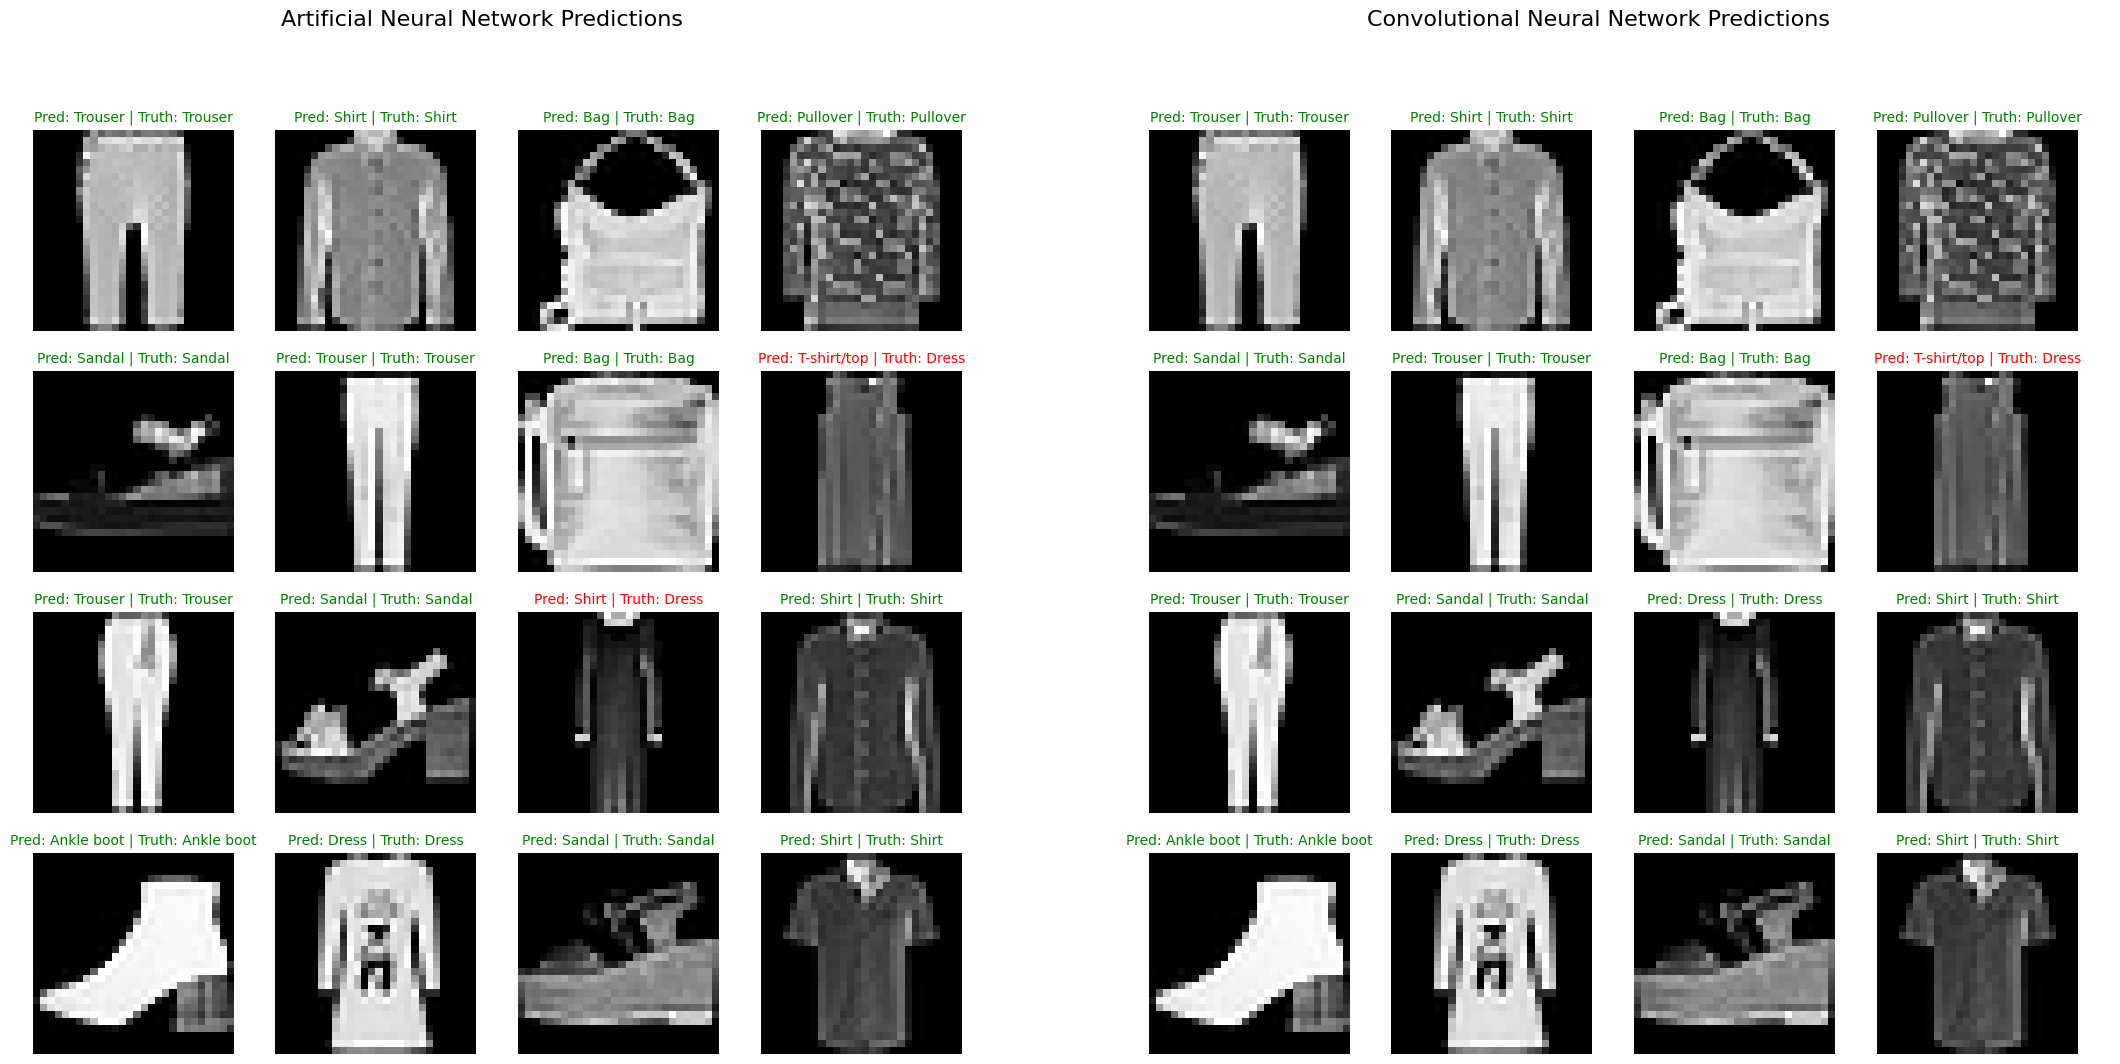 Artificial Neural Network Predictions
Pred: Trouser | Truth: Trouser
Pred: Shirt | Truth: Shirt
Pred: Bag | Truth: Bag
Pred: Pullover | Truth: Pullover
Pred: Sandal | Truth: Sandal
Pred: Trouser | Truth: Trouser
Pred: Bag | Truth: Bag
Pred: T-shirt/top | Truth: Dress
Pred: Trouser | Truth: Trouser
Pred: Sandal | Truth: Sandal
Pred: Shirt | Truth: Dress
Pred: Shirt | Truth: Shirt
Pred: Ankle boot | Truth: Ankle boot
Pred: Dress | Truth: Dress
Pred: Sandal | Truth: Sandal
Pred: Shirt | Truth: Shirt
Convolutional Neural Network Predictions
Pred: Trouser | Truth: Trouser
Pred: Shirt | Truth: Shirt
Pred: Bag | Truth: Bag
Pred: Pullover | Truth: Pullover
Pred: Sandal | Truth: Sandal
Pred: Trouser | Truth: Trouser
Pred: Bag | Truth: Bag
Pred: T-shirt/top | Truth: Dress
Pred: Trouser | Truth: Trouser
Pred: Sandal | Truth: Sandal
Pred: Dress | Truth: Dress
Pred: Shirt | Truth: Shirt
Pred: Ankle boot | Truth: Ankle boot
Pred: Dress | Truth: Dress
Pred: Sandal | Truth: Sandal
Pred: Shirt | Truth: Shirt